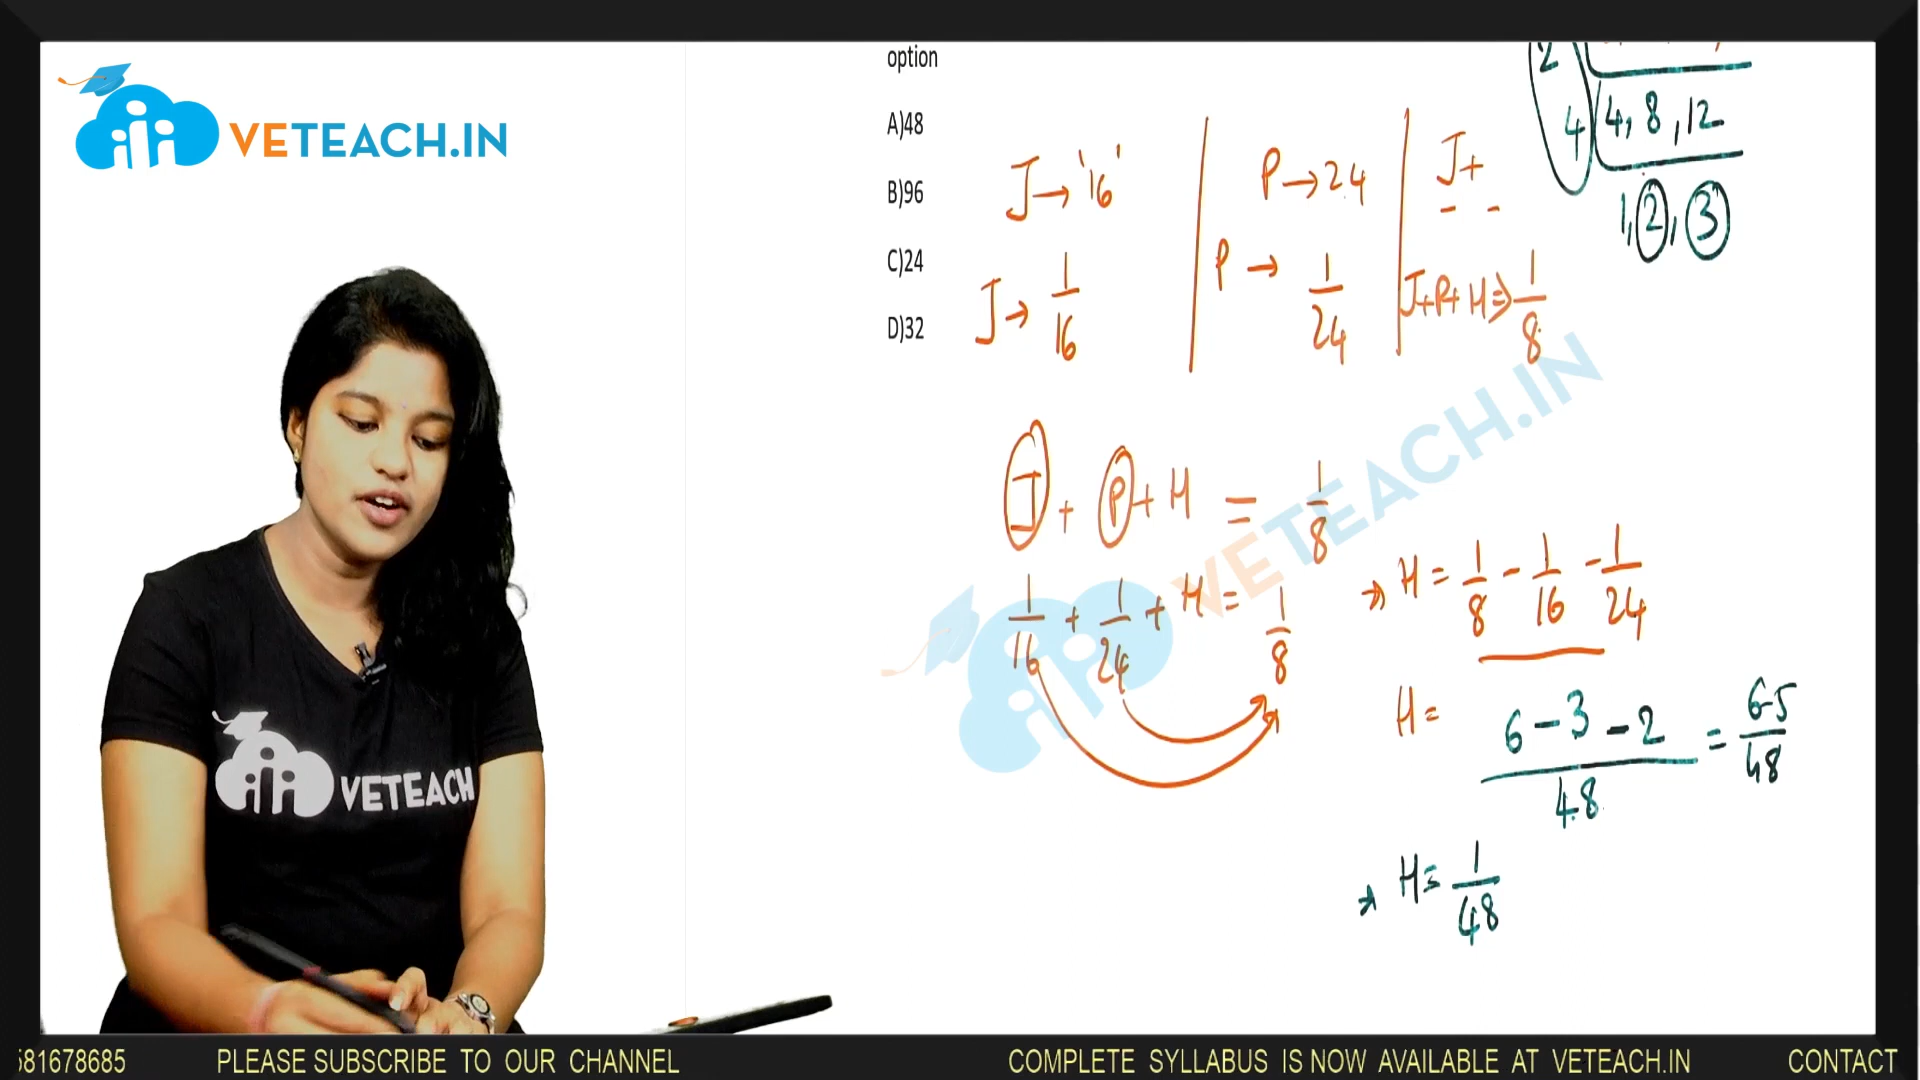 VETEACH.IN
option
A)48
B)96
C)24
D)32
J → '16'
P → 24
J+
J → 1/16
P → 1/24
J+P+H ⇒ 1/8
2
4 | 4, 8, 12
1, 2, 3
J + P + H = 1/8
1/16 + 1/24 + H = 1/8
⇒ H = 1/8 - 1/16 - 1/24
H = 6-3-2/48 = 6-5/48
⇒ H = 1/48
VETEACH.IN
VETEACH
581678685 PLEASE SUBSCRIBE TO OUR CHANNEL COMPLETE SYLLABUS IS NOW AVAILABLE AT VETEACH.IN CONTACT